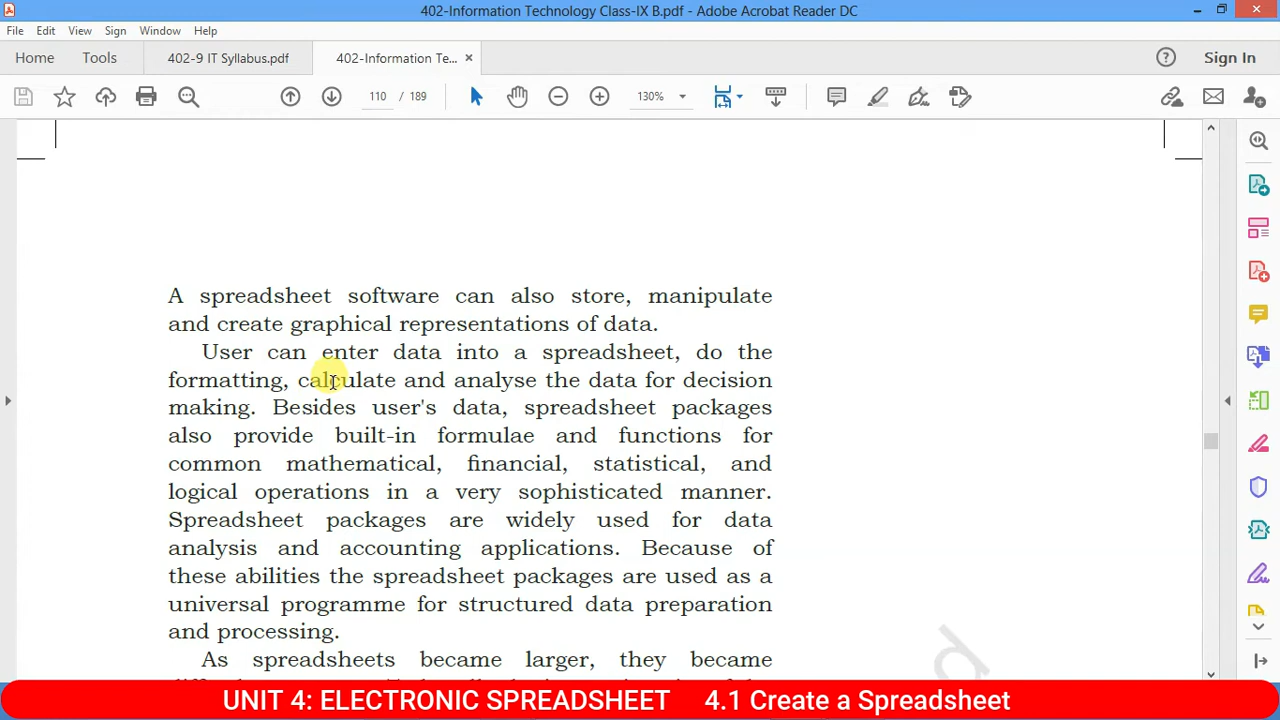 402-Information Technology Class-IX B.pdf - Adobe Acrobat Reader DC
File Edit View Sign Window Help
Home Tools 402-9 IT Syllabus.pdf 402-Information Te... × Sign In
110 / 189 130%
A spreadsheet software can also store, manipulate
and create graphical representations of data.
User can enter data into a spreadsheet, do the
formatting, calculate and analyse the data for decision
making. Besides user's data, spreadsheet packages
also provide built-in formulae and functions for
common mathematical, financial, statistical, and
logical operations in a very sophisticated manner.
Spreadsheet packages are widely used for data
analysis and accounting applications. Because of
these abilities the spreadsheet packages are used as a
universal programme for structured data preparation
and processing.
As spreadsheets became larger, they became
UNIT 4: ELECTRONIC SPREADSHEET 4.1 Create a Spreadsheet